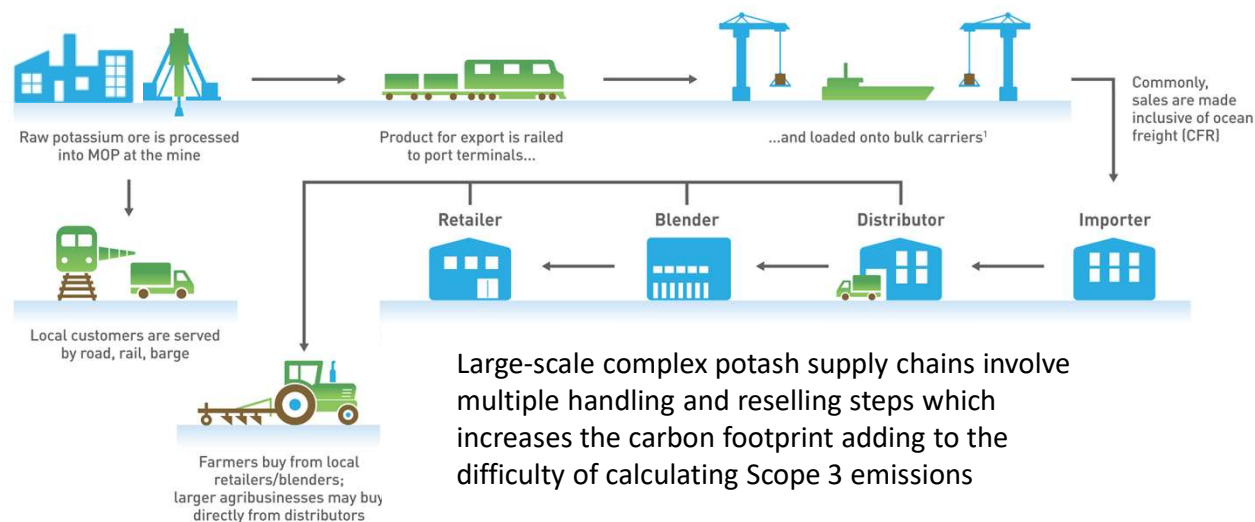 Raw potassium ore is processed
into MOP at the mine
Product for export is railed
to port terminals...
...and loaded onto bulk carriers¹
Commonly,
sales are made
inclusive of ocean
freight (CFR)
Retailer
Blender
Distributor
Importer
Local customers are served
by road, rail, barge
Farmers buy from local
retailers/blenders;
larger agribusinesses may buy
directly from distributors
Large-scale complex potash supply chains involve
multiple handling and reselling steps which
increases the carbon footprint adding to the
difficulty of calculating Scope 3 emissions